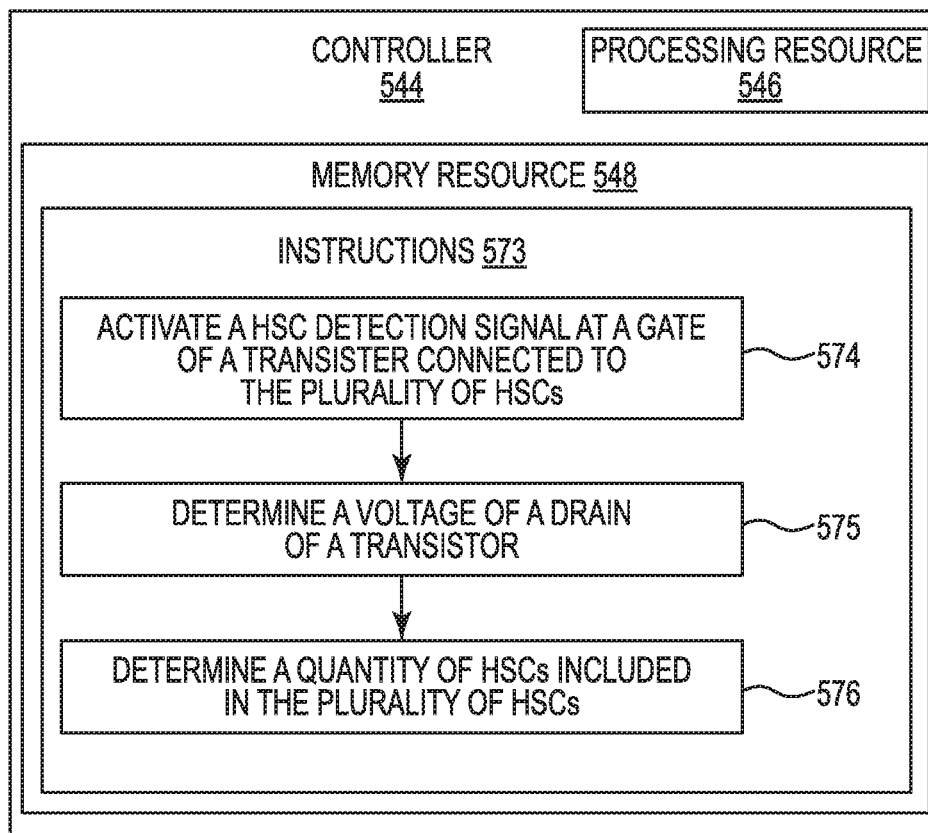 CONTROLLER
544
PROCESSING RESOURCE
546
MEMORY RESOURCE 548
INSTRUCTIONS 573
ACTIVATE A HSC DETECTION SIGNAL AT A GATE
OF A TRANSISTER CONNECTED TO
THE PLURALITY OF HSCs
574
DETERMINE A VOLTAGE OF A DRAIN
OF A TRANSISTOR
575
DETERMINE A QUANTITY OF HSCs INCLUDED
IN THE PLURALITY OF HSCs
576